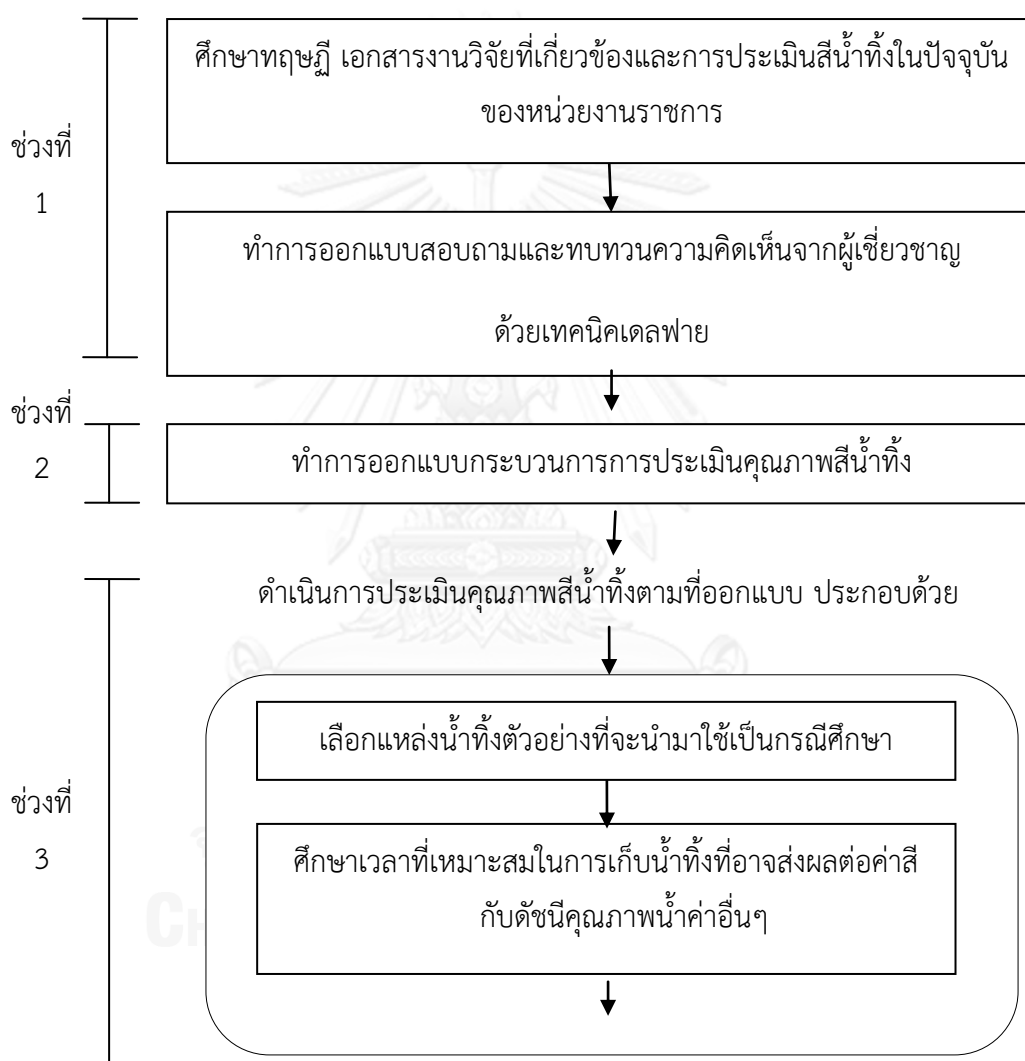 ศึกษาทฤษฏี เอกสารงานวิจัยที่เกี่ยวข้องและการประเมินสีน้ำทิ้งในปัจจุบัน
ของหน่วยงานราชการ
ช่วงที่
1
ทำการออกแบบสอบถามและทบทวนความคิดเห็นจากผู้เชี่ยวชาญ
ด้วยเทคนิคเดลฟาย
ช่วงที่
2
ทำการออกแบบกระบวนการการประเมินคุณภาพสีน้ำทิ้ง
ดำเนินการประเมินคุณภาพสีน้ำทิ้งตามที่ออกแบบ ประกอบด้วย
ช่วงที่
3
เลือกแหล่งน้ำทิ้งตัวอย่างที่จะนำมาใช้เป็นกรณีศึกษา
ศึกษาเวลาที่เหมาะสมในการเก็บน้ำทิ้งที่อาจส่งผลต่อค่าสี
กับดัชนีคุณภาพน้ำค่าอื่นๆ